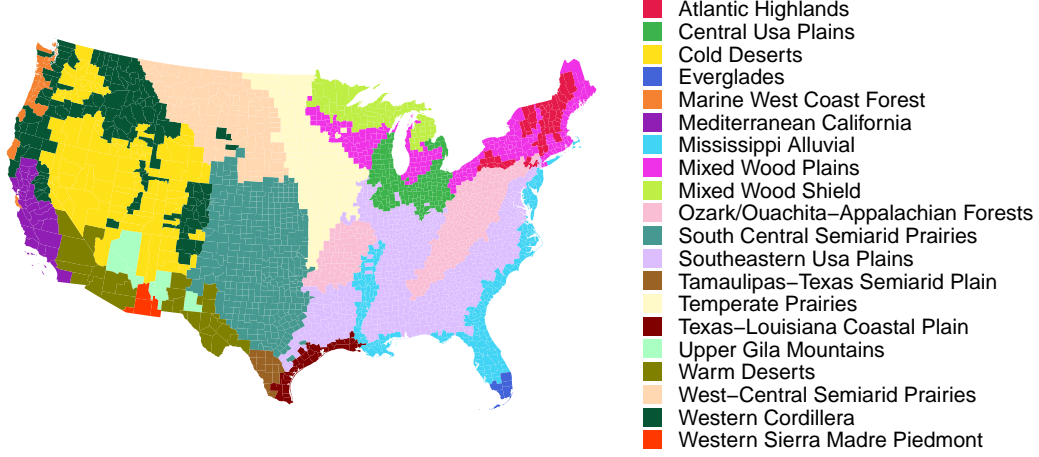 Atlantic Highlands
Central Usa Plains
Cold Deserts
Everglades
Marine West Coast Forest
Mediterranean California
Mississippi Alluvial
Mixed Wood Plains
Mixed Wood Shield
Ozark/Ouachita−Appalachian Forests
South Central Semiarid Prairies
Southeastern Usa Plains
Tamaulipas−Texas Semiarid Plain
Temperate Prairies
Texas−Louisiana Coastal Plain
Upper Gila Mountains
Warm Deserts
West−Central Semiarid Prairies
Western Cordillera
Western Sierra Madre Piedmont